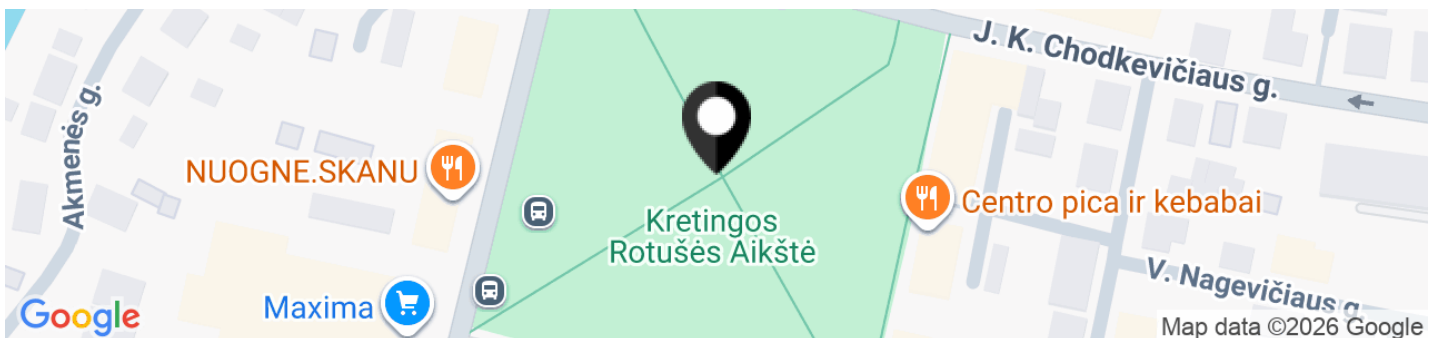 J. K. Chodkevičiaus g.
Akmenės g.
NUOGNE.SKANU
Centro pica ir kebabai
Kretingos
Rotušės Aikštė
V. Nagevičiaus g.
Maxima
Google
Map data ©2026 Google